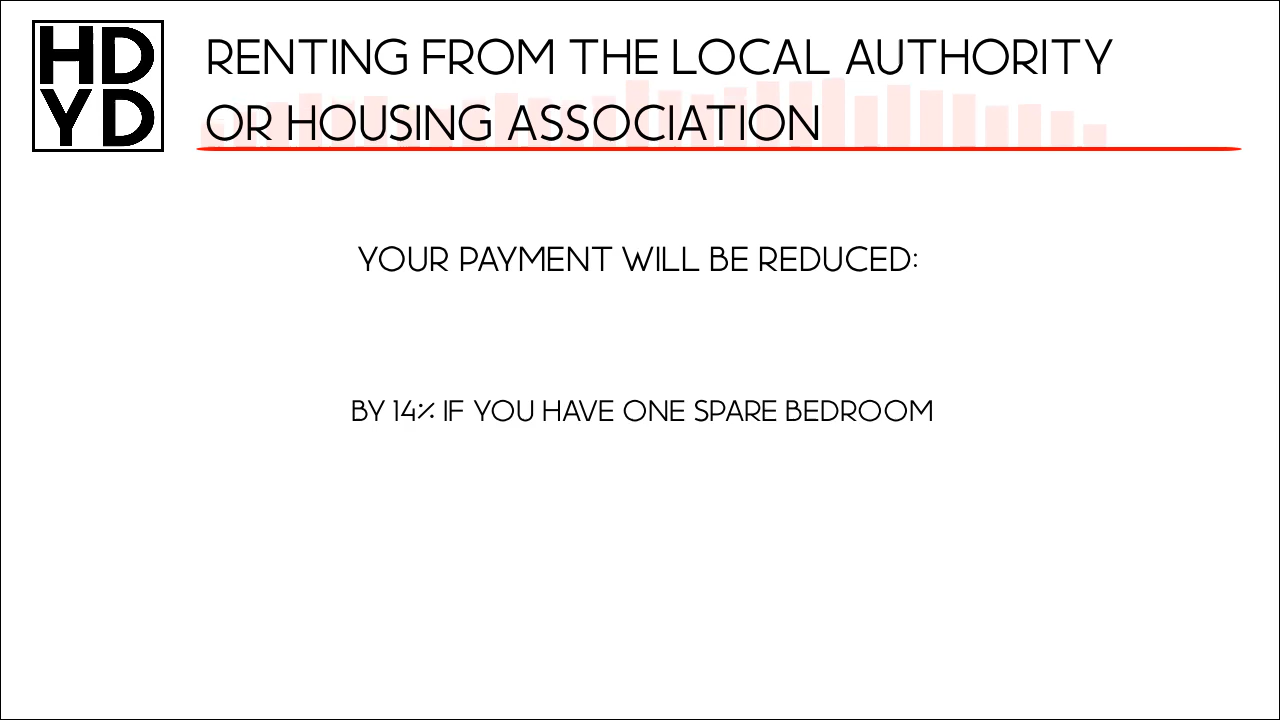 HD
YD
RENTING FROM THE LOCAL AUTHORITY
OR HOUSING ASSOCIATION
YOUR PAYMENT WILL BE REDUCED:
BY 14% IF YOU HAVE ONE SPARE BEDROOM